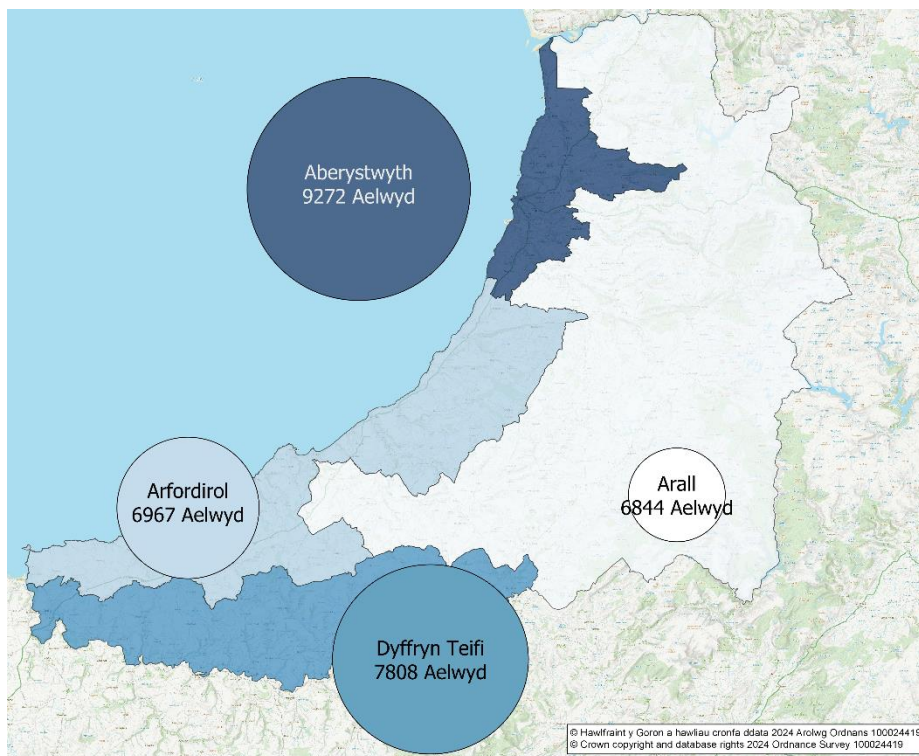 Aberystwyth
9272 Aelwyd
Arfordirol
6967 Aelwyd
Arall
6844 Aelwyd
Dyffryn Teifi
7808 Aelwyd
© Hawlfraint y Goron a hawliau cronfa ddata 2024 Arolwg Ordnans 100024419
© Crown copyright and database rights 2024 Ordnance Survey 100024419